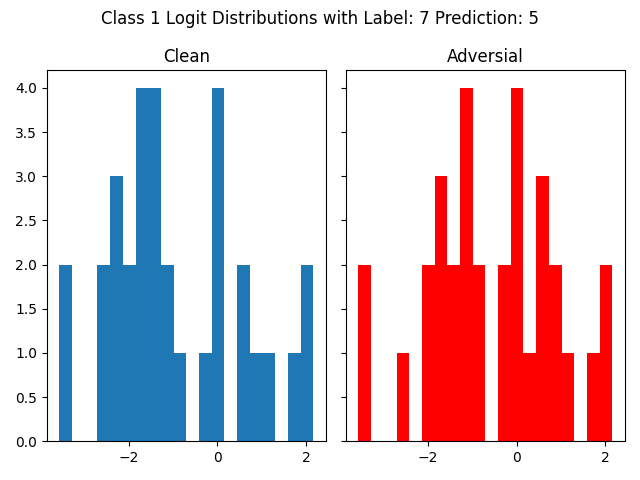 Class 1 Logit Distributions with Label: 7 Prediction: 5
Clean
Adversial
4.0
3.5
3.0
2.5
2.0
1.5
1.0
0.5
0.0
−2 0 2
−2 0 2